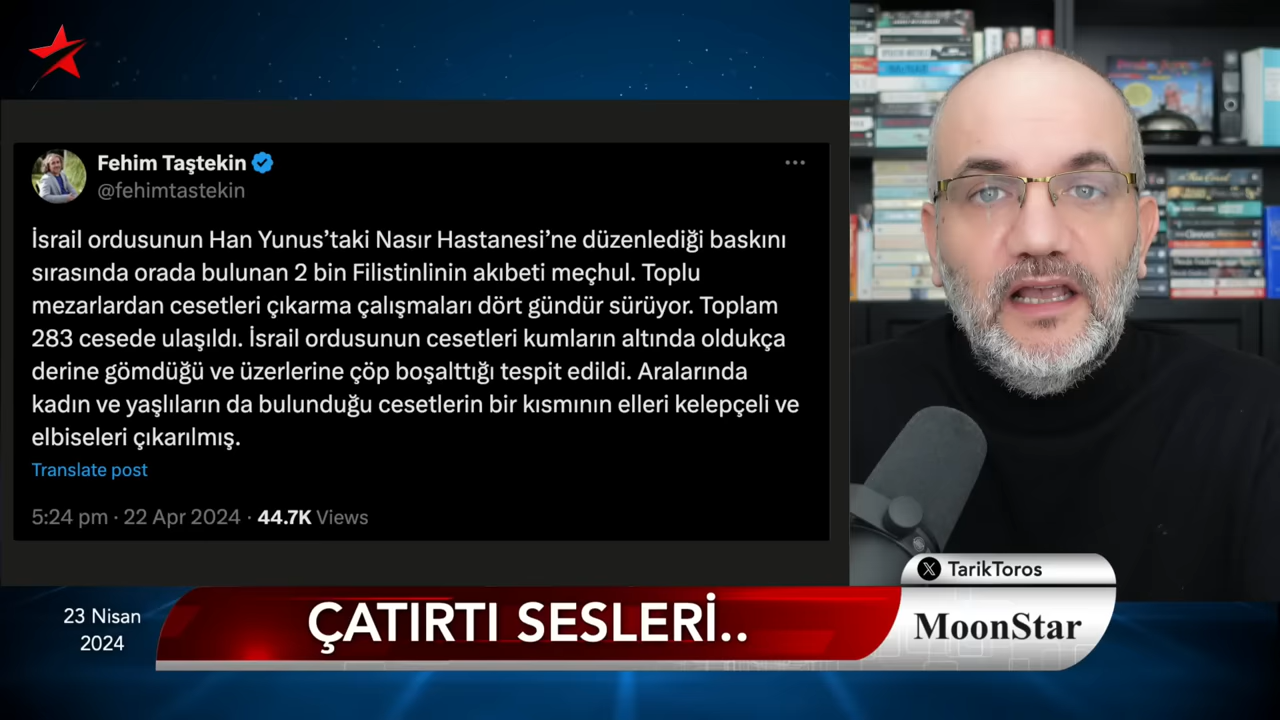 Fehim Taştekin
@fehimtastekin
İsrail ordusunun Han Yunus’taki Nasır Hastanesi’ne düzenlediği baskını
sırasında orada bulunan 2 bin Filistinlinin akıbeti meçhul. Toplu
mezarlardan cesetleri çıkarma çalışmaları dört gündür sürüyor. Toplam
283 cesede ulaşıldı. İsrail ordusunun cesetleri kumların altında oldukça
derine gömdüğü ve üzerlerine çöp boşalttığı tespit edildi. Aralarında
kadın ve yaşlıların da bulunduğu cesetlerin bir kısmının elleri kelepçeli ve
elbiseleri çıkarılmış.
Translate post
5:24 pm · 22 Apr 2024 · 44.7K Views
TarikToros
MoonStar
23 Nisan
2024
ÇATIRTI SESLERİ..